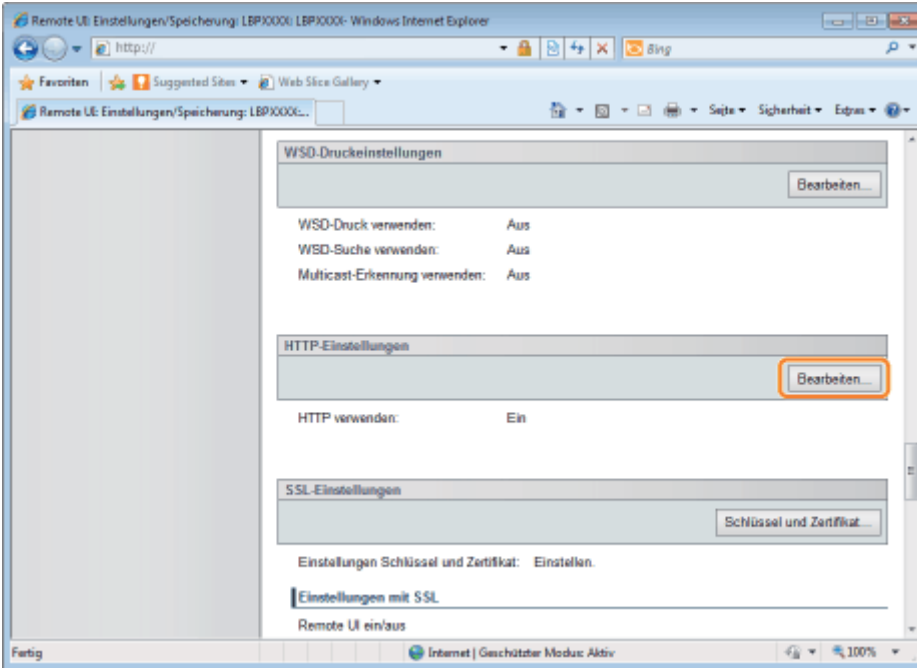 Remote UI: Einstellungen/Speicherung: LBPXXXX: LBPXXXX- Windows Internet Explorer
http://
Bing
Favoriten Suggested Sites Web Slice Gallery
Remote UI: Einstellungen/Speicherung: LBPXXXX:... Seite Sicherheit Extras
WSD-Druckeinstellungen
Bearbeiten...
WSD-Druck verwenden: Aus
WSD-Suche verwenden: Aus
Multicast-Erkennung verwenden: Aus
HTTP-Einstellungen
Bearbeiten...
HTTP verwenden: Ein
SSL-Einstellungen
Schlüssel und Zertifikat...
Einstellungen Schlüssel und Zertifikat: Einstellen.
Einstellungen mit SSL
Remote UI ein/aus
Fertig Internet | Geschützter Modus: Aktiv 100%